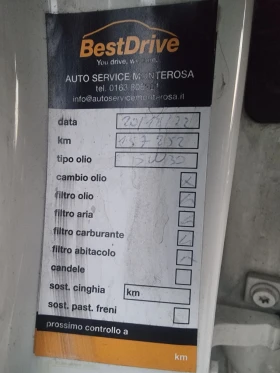 BestDrive
You drive, we care.
AUTO SERVICE MONTEROSA
tel. 0163
info@autoservicemonterosa.it
data
km
tipo olio
cambio olio
filtro olio
filtro aria
filtro carburante
filtro abitacolo
candele
sost. cinghia km
sost. past. freni
prossimo controllo a
km